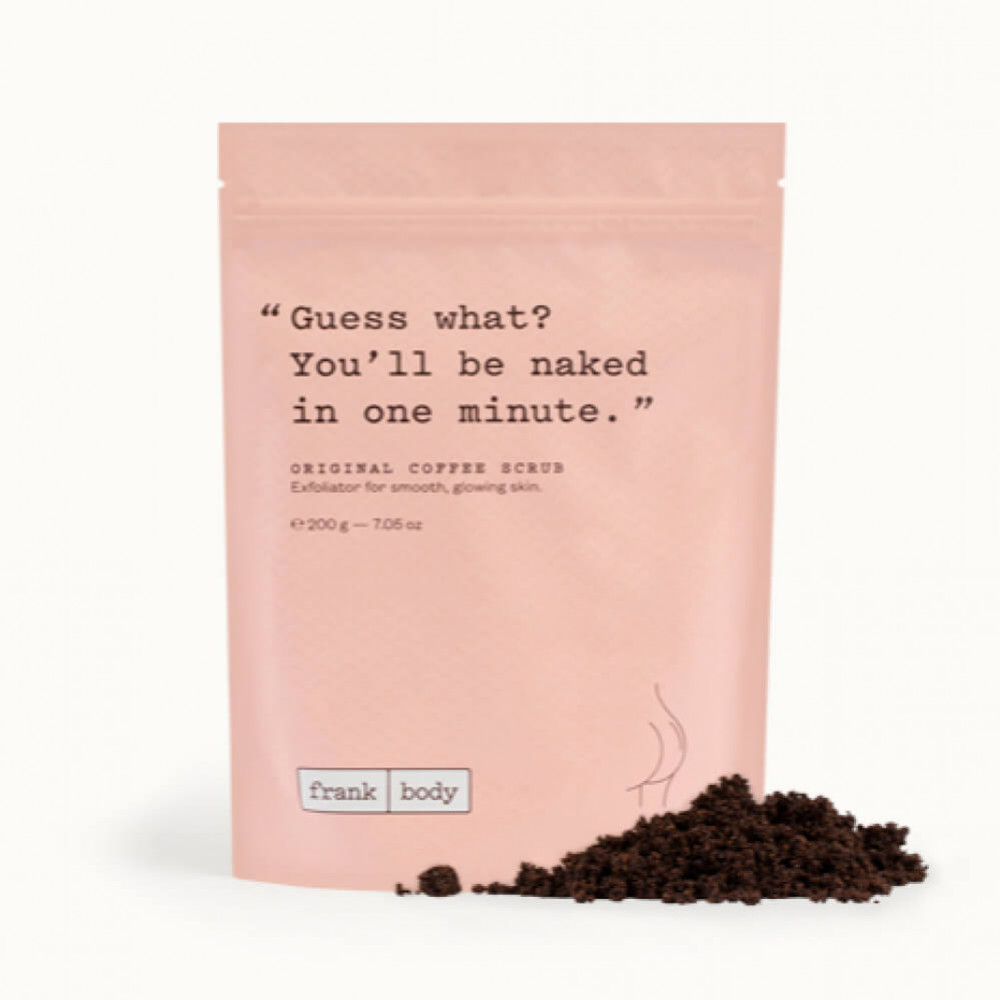 “Guess what?
You’ll be naked
in one minute.”
ORIGINAL COFFEE SCRUB
Exfoliator for smooth, glowing skin.
℮ 200 g — 7.05 oz
frank body